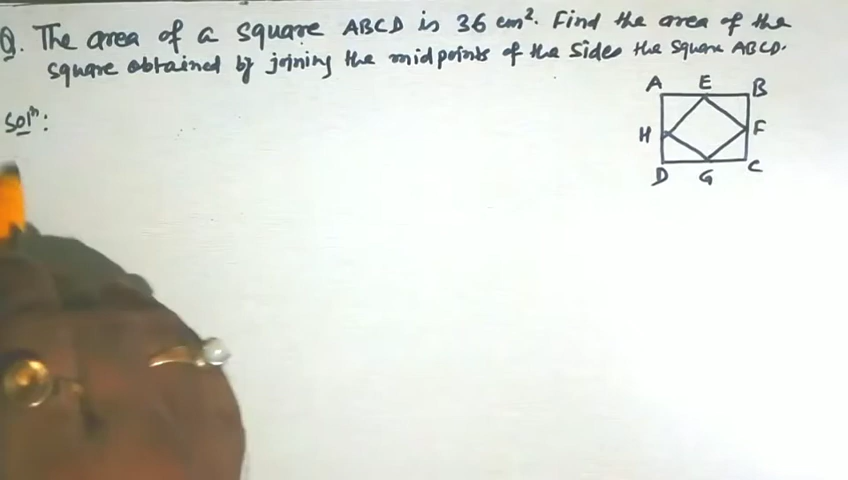 Q. The area of a square ABCD is 36 cm². Find the area of the
square obtained by joining the midpoints of the sides the square ABCD.
A E B
Solⁿ:
H F
D G C